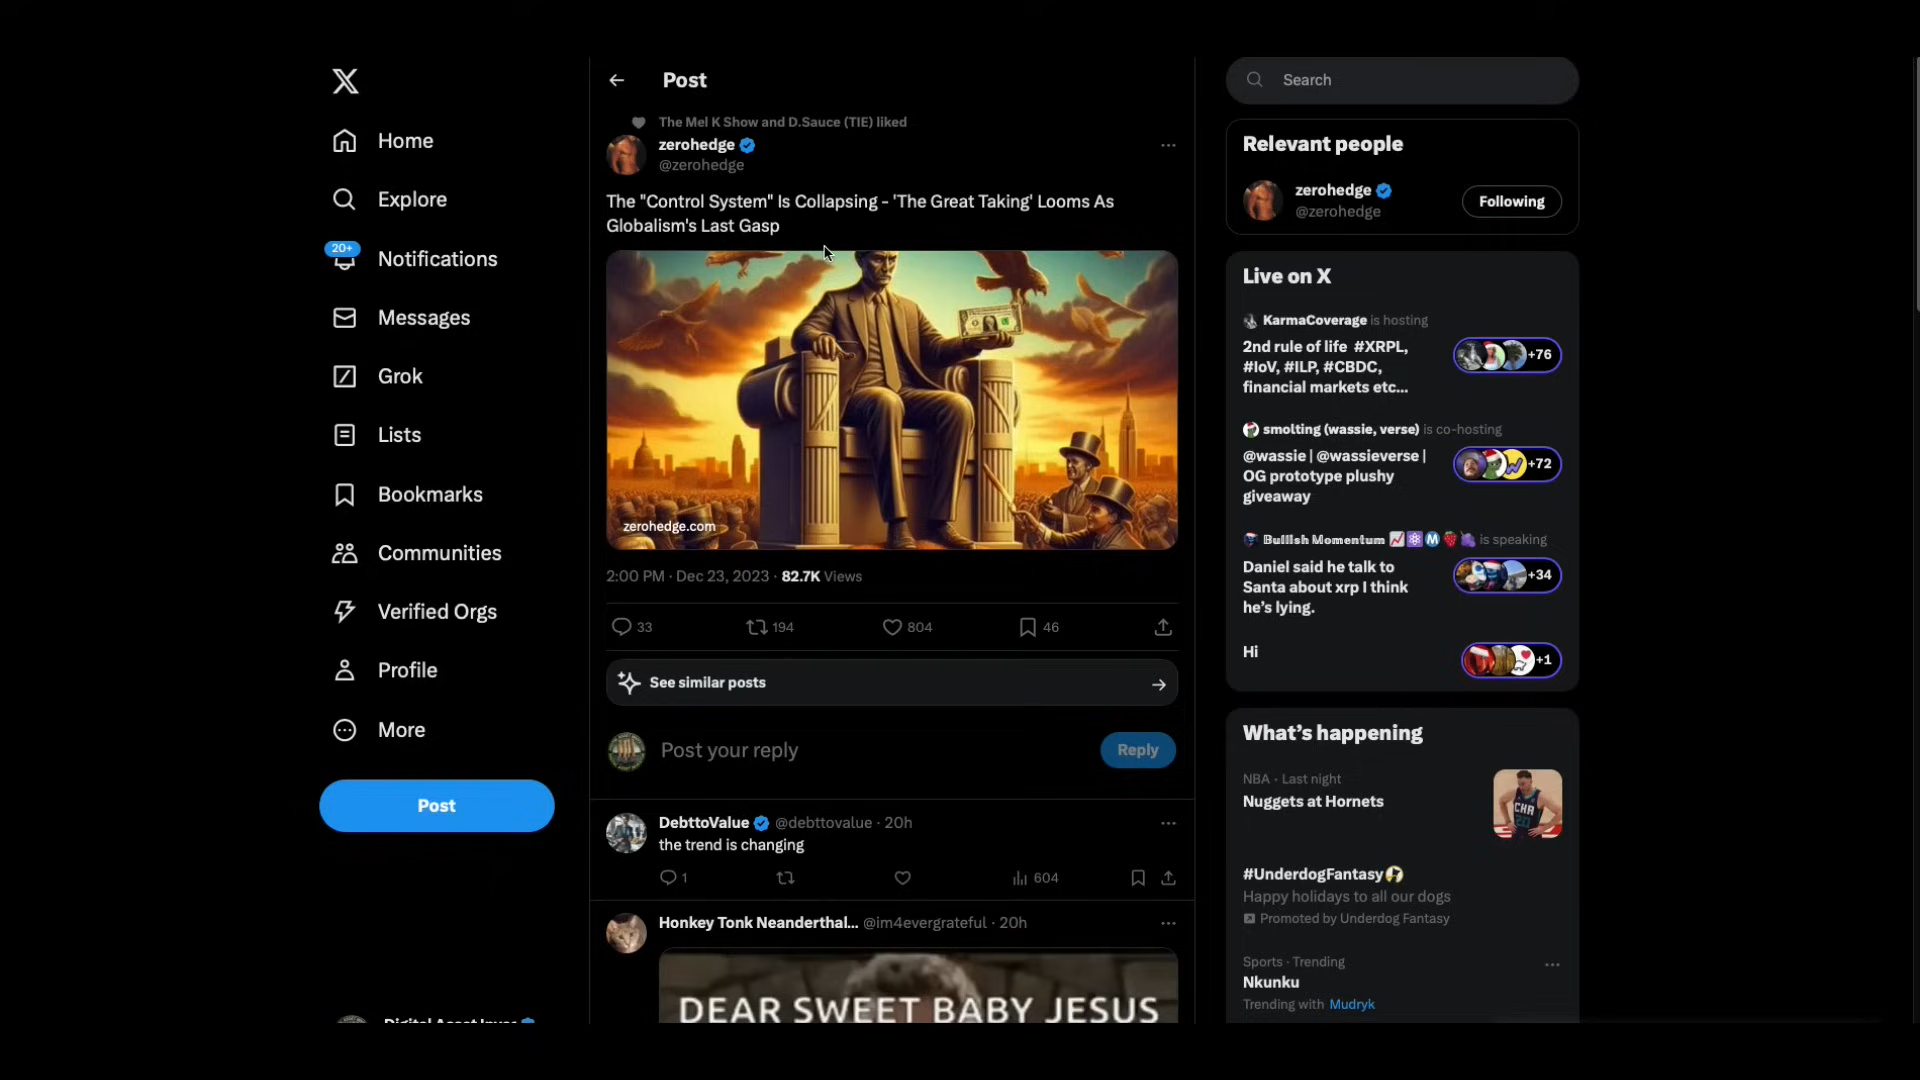 Home
Explore
20+
Notifications
Messages
Grok
Lists
Bookmarks
Communities
Verified Orgs
Profile
More
Post
Post
The Mel K Show and D.Sauce (TIE) liked
zerohedge
@zerohedge
The "Control System" Is Collapsing - 'The Great Taking' Looms As
Globalism's Last Gasp
zerohedge.com
2:00 PM · Dec 23, 2023 · 82.7K Views
33
194
804
46
See similar posts
Post your reply
Reply
DebttoValue @debttovalue · 20h
the trend is changing
1
604
Honkey Tonk Neanderthal... @im4evergrateful · 20h
DEAR SWEET BABY JESUS
Search
Relevant people
zerohedge
@zerohedge
Following
Live on X
KarmaCoverage is hosting
2nd rule of life #XRPL,
#IoV, #ILP, #CBDC,
financial markets etc...
+76
smolting (wassie, verse) is co-hosting
@wassie | @wassieverse |
OG prototype plushy
giveaway
+72
Bullish Momentum is speaking
Daniel said he talk to
Santa about xrp I think
he's lying.
+34
Hi
+1
What's happening
NBA · Last night
Nuggets at Hornets
CHA
20
#UnderdogFantasy
Happy holidays to all our dogs
Promoted by Underdog Fantasy
Sports · Trending
Nkunku
Trending with Mudryk